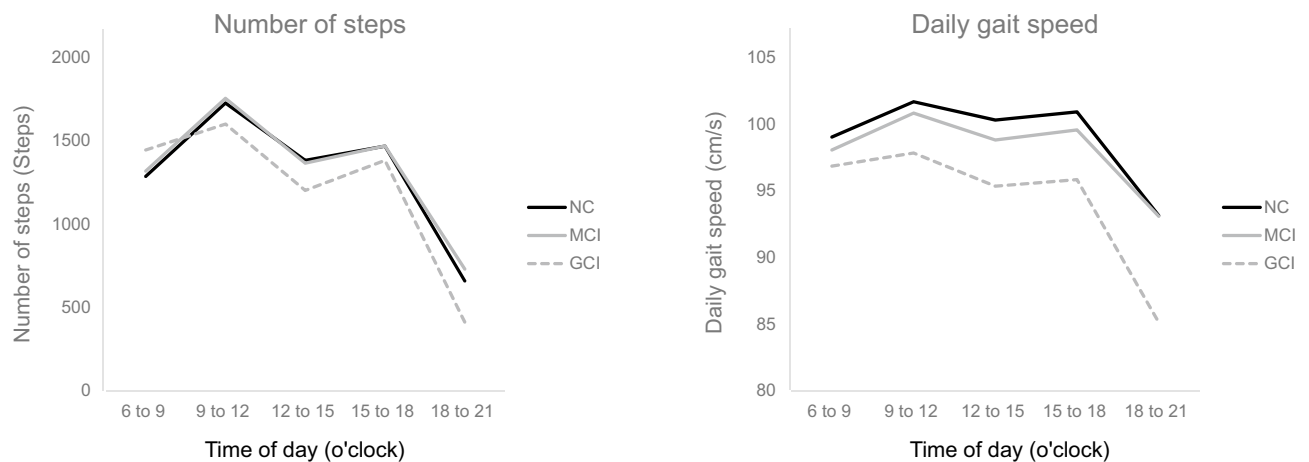 Number of steps
Number of steps (Steps)
2000
1500
1000
500
0
6 to 9 9 to 12 12 to 15 15 to 18 18 to 21
Time of day (o'clock)
NC
MCI
GCI
Daily gait speed
Daily gait speed (cm/s)
105
100
95
90
85
80
6 to 9 9 to 12 12 to 15 15 to 18 18 to 21
Time of day (o'clock)
NC
MCI
GCI